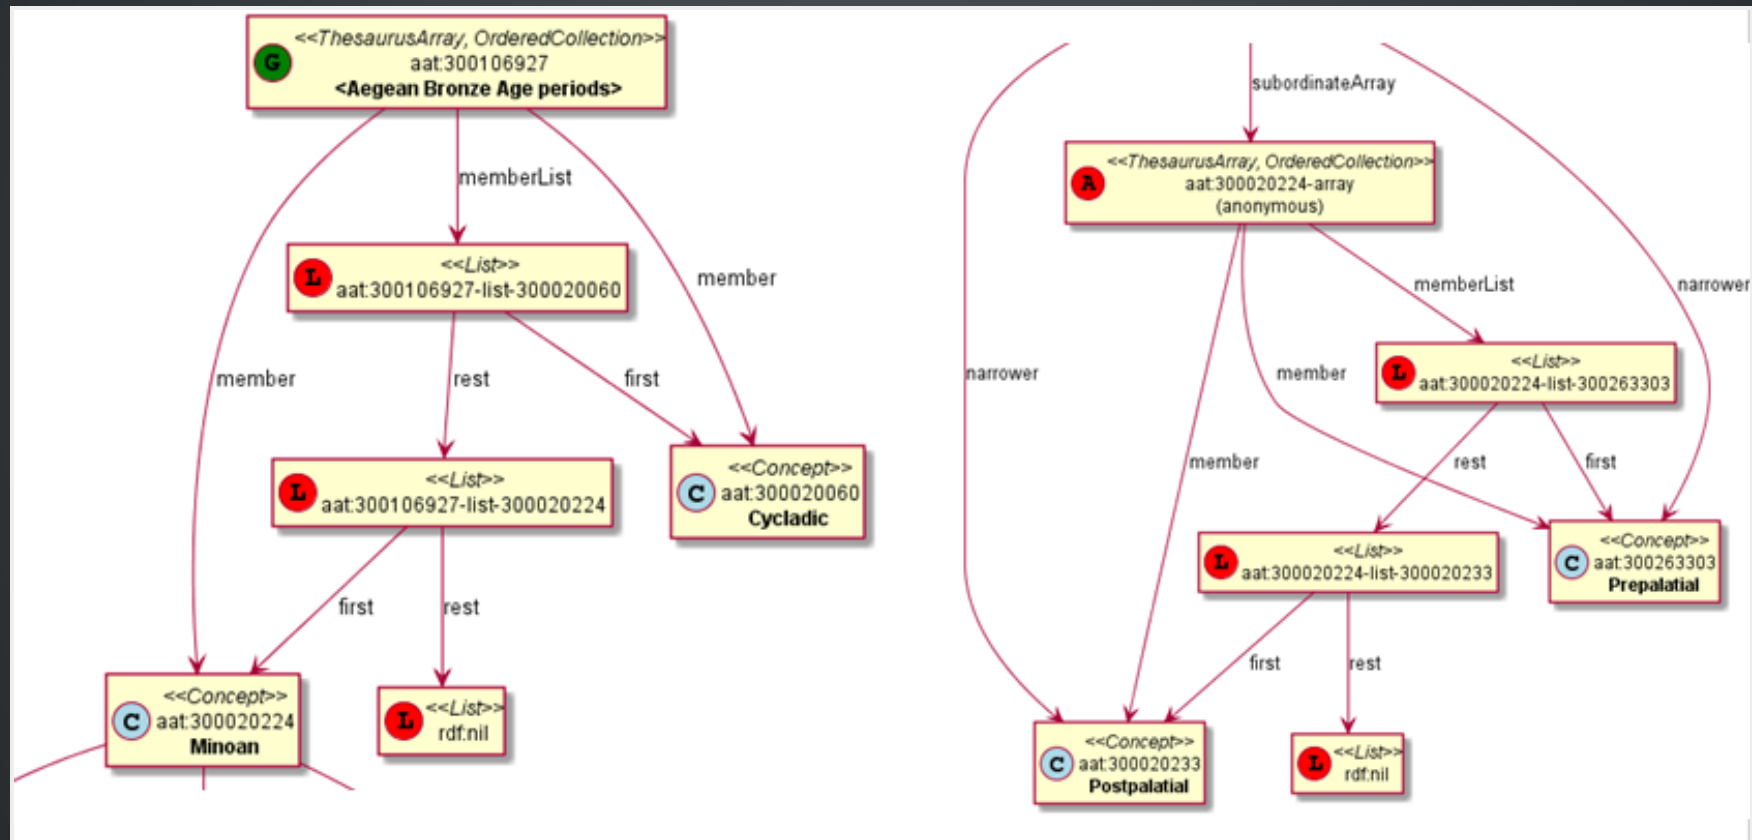 <<ThesaurusArray, OrderedCollection>>
G
aat:300106927
<Aegean Bronze Age periods>
memberList
member
<<List>>
L
aat:300106927-list-300020060
member
rest
first
<<List>>
L
aat:300106927-list-300020224
<<Concept>>
C
aat:300020060
Cycladic
first
rest
<<Concept>>
C
aat:300020224
Minoan
<<List>>
L
rdf:nil
subordinateArray
<<ThesaurusArray, OrderedCollection>>
A
aat:300020224-array
(anonymous)
memberList
narrower
narrower
member
<<List>>
L
aat:300020224-list-300263303
member
rest
first
<<List>>
L
aat:300020224-list-300020233
<<Concept>>
C
aat:300263303
Prepalatial
first
rest
<<Concept>>
C
aat:300020233
Postpalatial
<<List>>
L
rdf:nil